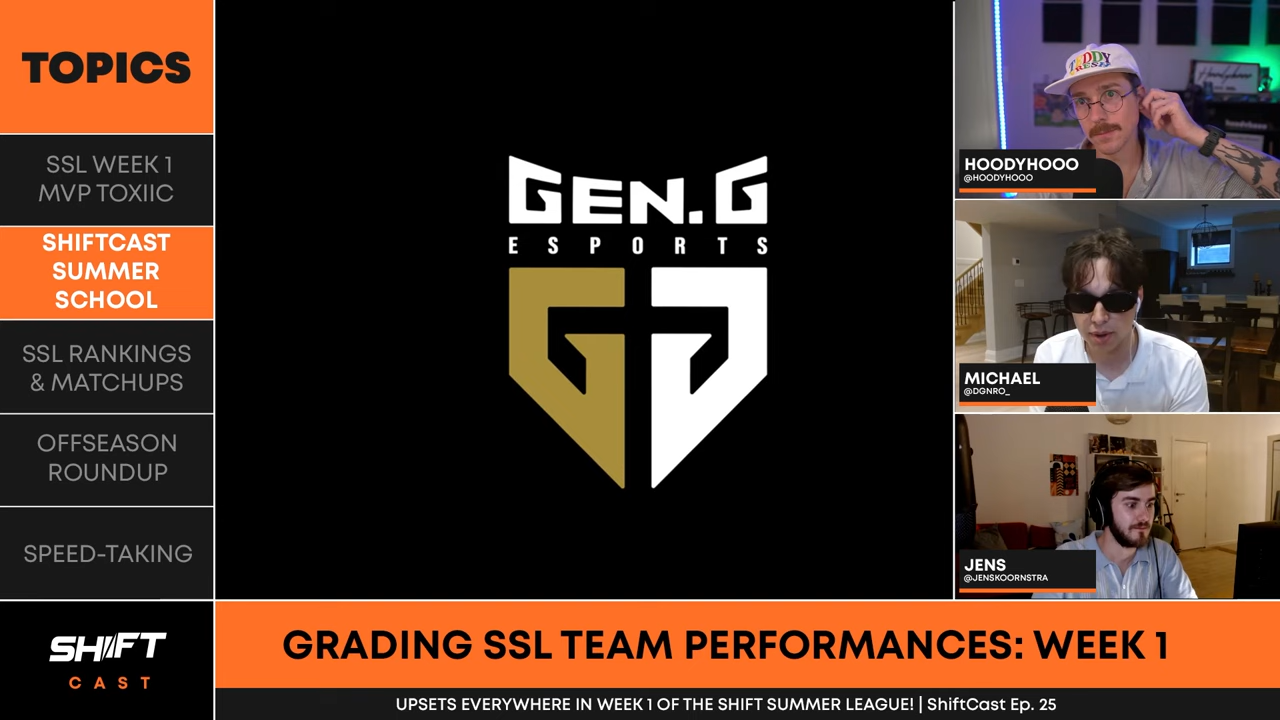 TOPICS
SSL WEEK 1
MVP TOXIIC
SHIFTCAST
SUMMER
SCHOOL
SSL RANKINGS
& MATCHUPS
OFFSEASON
ROUNDUP
SPEED-TAKING
SHIFT
CAST
GEN.G
ESPORTS
HOODYHOOO
@HOODYHOOO
MICHAEL
@DGNRO_
JENS
@JENSKOORNSTRA
GRADING SSL TEAM PERFORMANCES: WEEK 1
UPSETS EVERYWHERE IN WEEK 1 OF THE SHIFT SUMMER LEAGUE! | ShiftCast Ep. 25